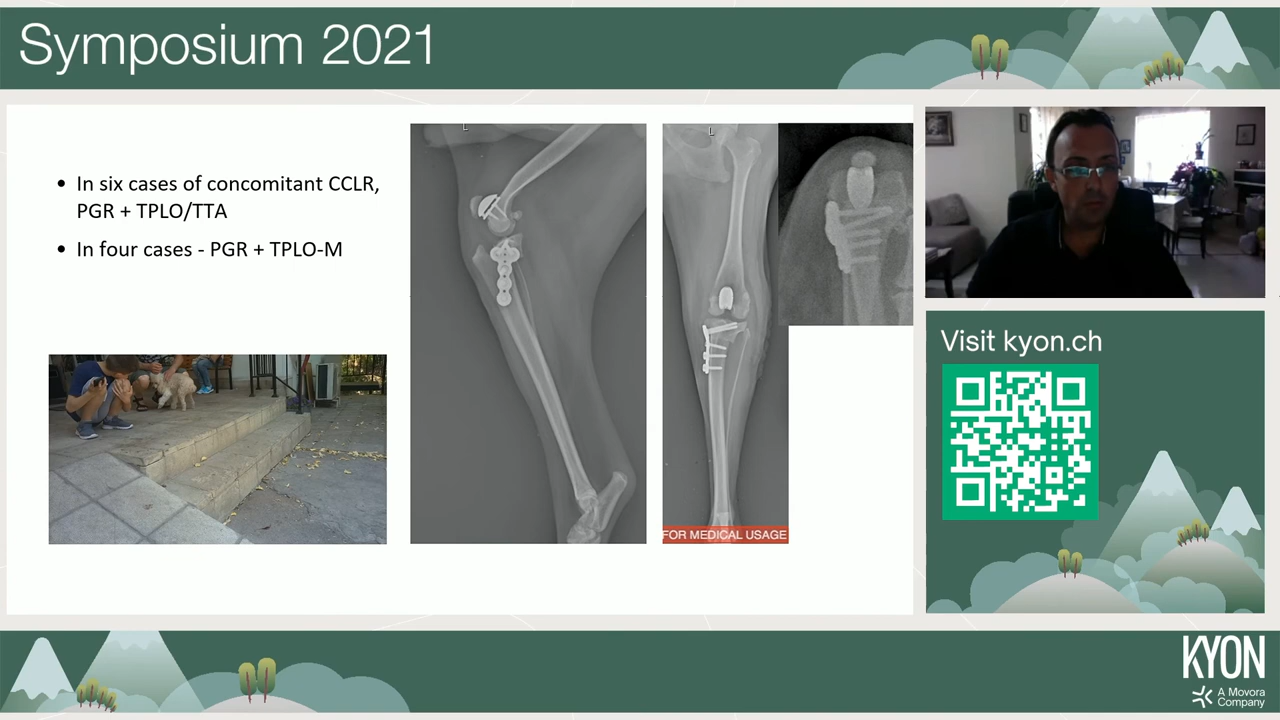 Symposium 2021
• In six cases of concomitant CCLR,
PGR + TPLO/TTA
• In four cases - PGR + TPLO-M
L
L
FOR MEDICAL USAGE
Visit kyon.ch
KYON
A Movora
Company